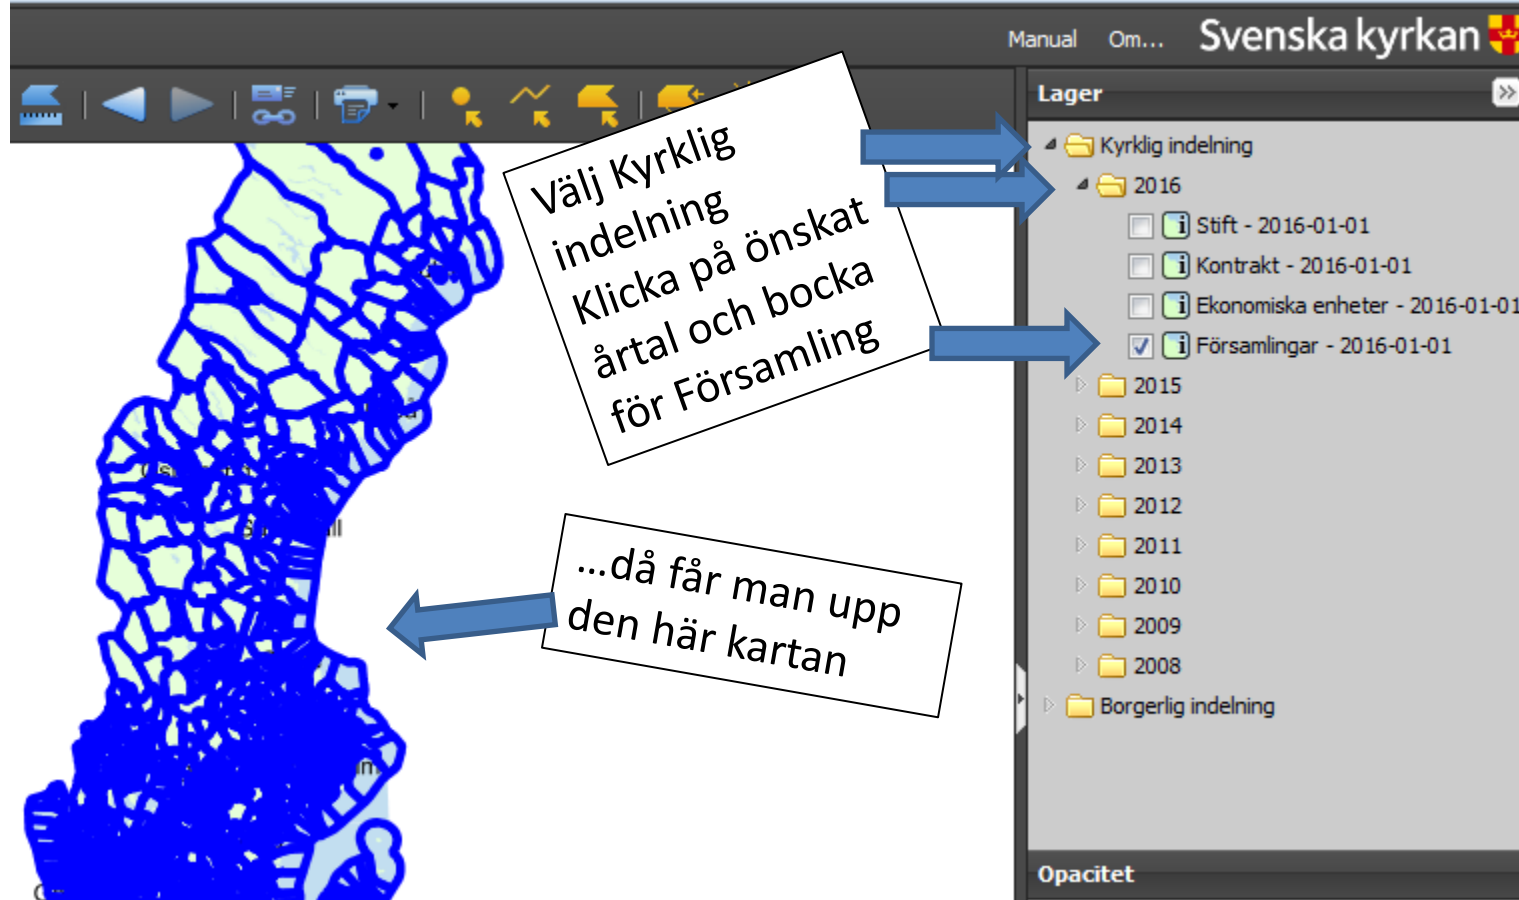 Manual Om... Svenska kyrkan
Lager
Välj Kyrklig
indelning
Klicka på önskat
årtal och bocka
för Församling
Kyrklig indelning
2016
Stift - 2016-01-01
Kontrakt - 2016-01-01
Ekonomiska enheter - 2016-01-01
Församlingar - 2016-01-01
2015
2014
2013
2012
2011
2010
2009
2008
Borgerlig indelning
...då får man upp
den här kartan
Opacitet